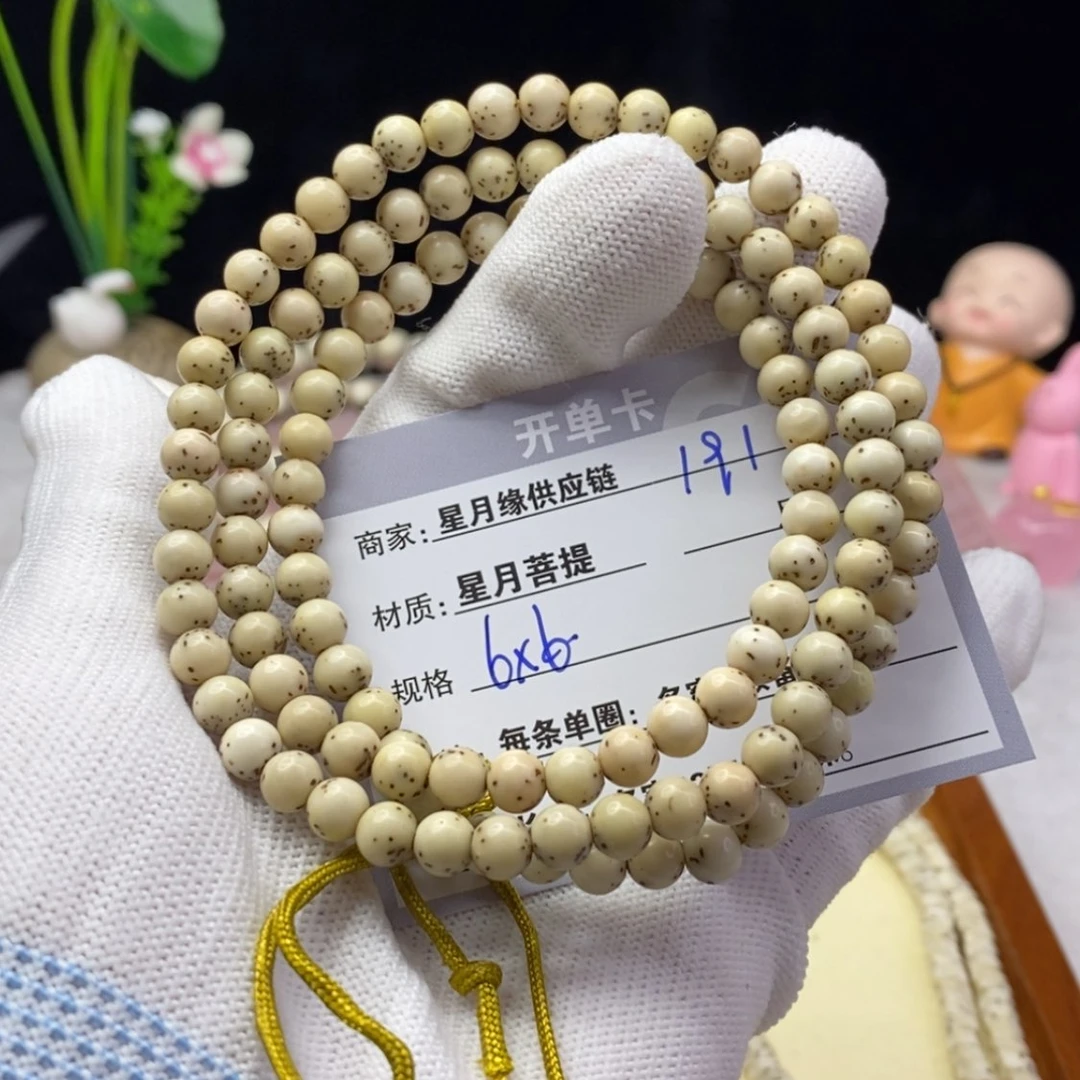 开单卡
商家：星月缘供应链 191
材质：星月菩提
规格 6x6
每条单圈：